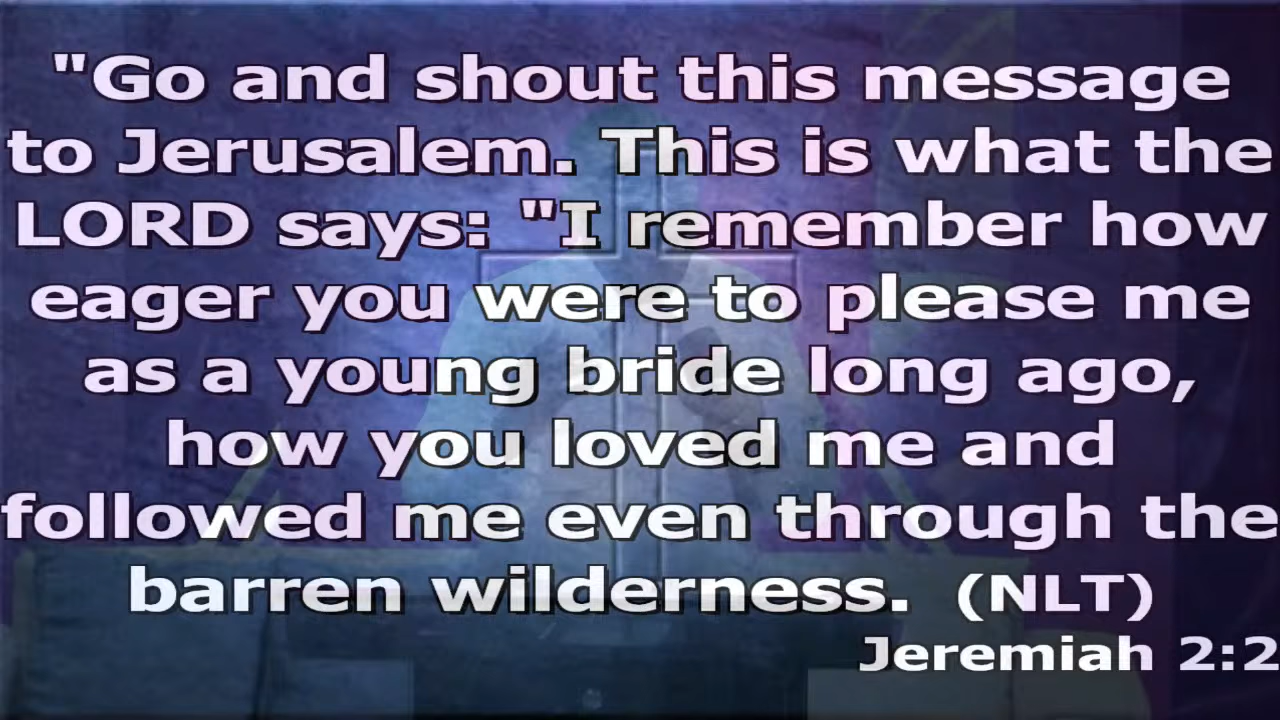 "Go and shout this message
to Jerusalem. This is what the
LORD says: "I remember how
eager you were to please me
as a young bride long ago,
how you loved me and
followed me even through the
barren wilderness. (NLT)
Jeremiah 2:2